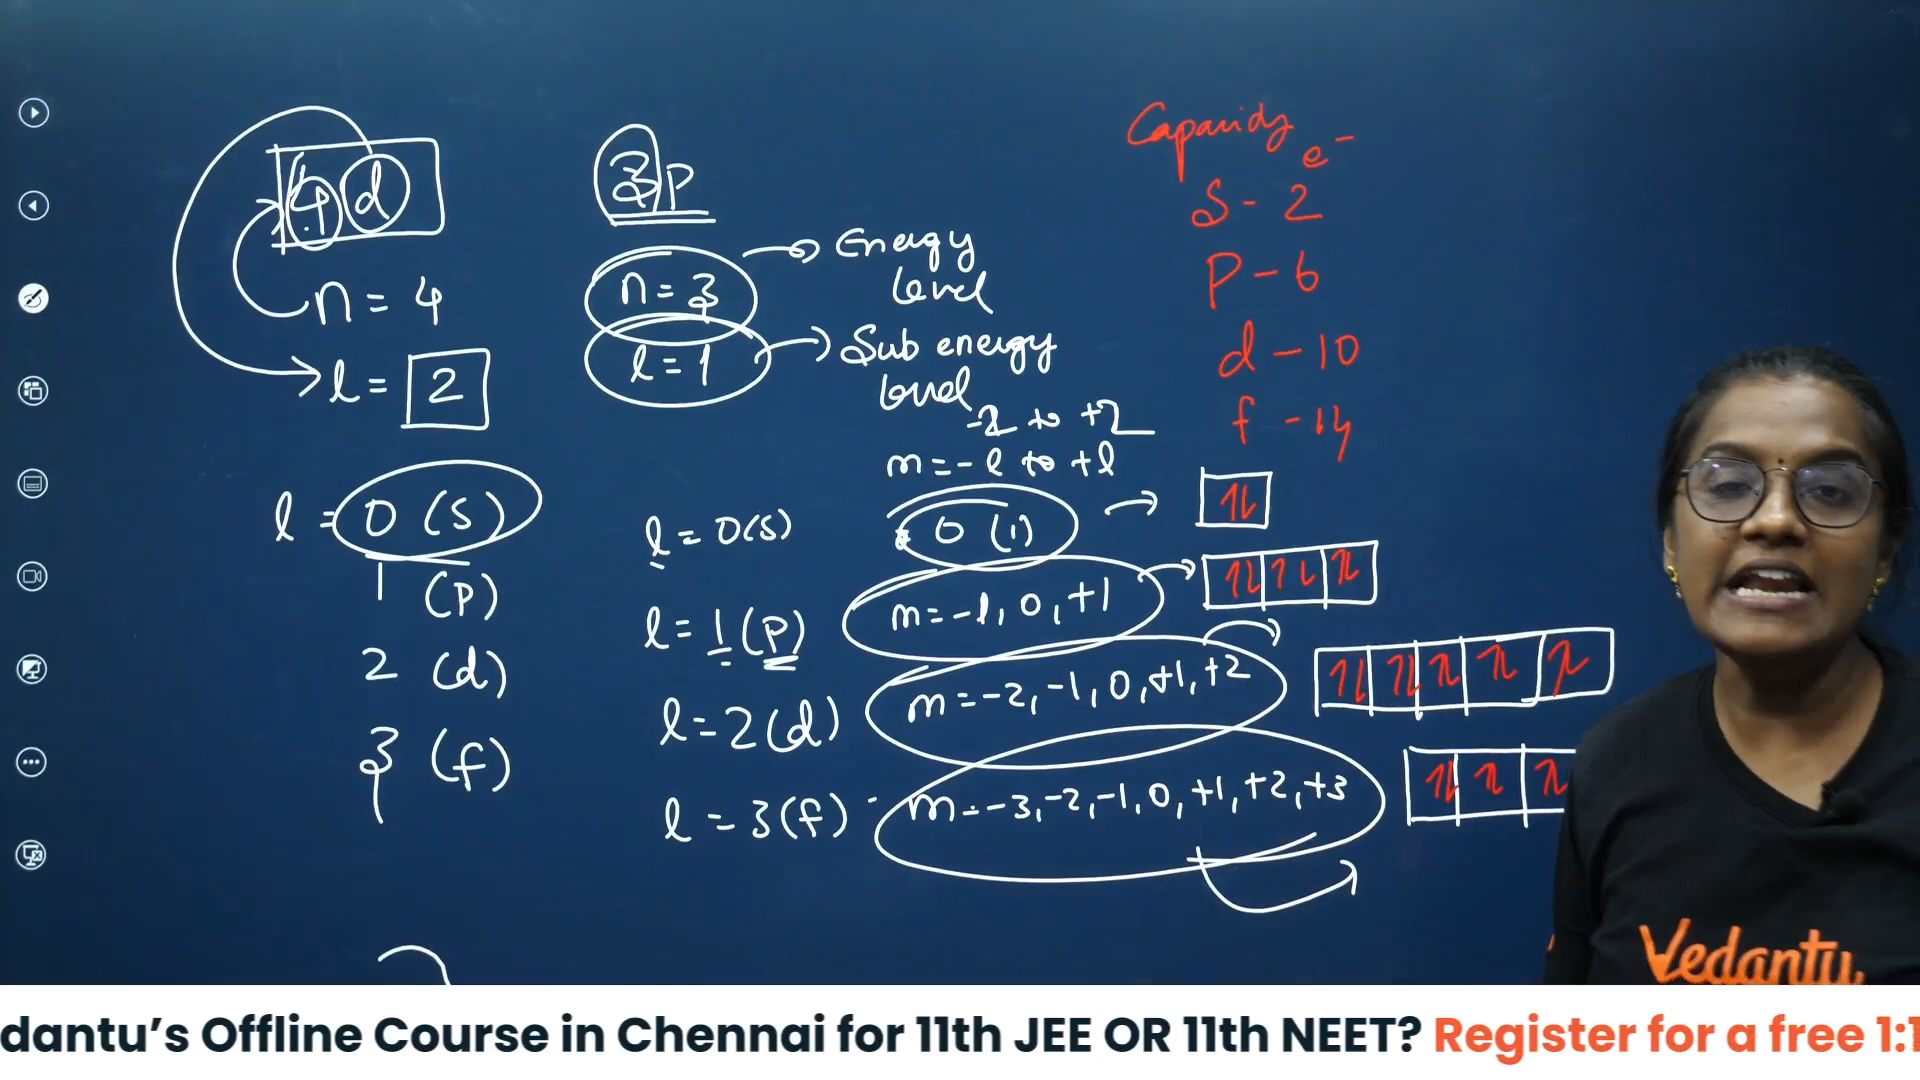 4d
n = 4
l = 2
l = 0 (s)
1 (p)
2 (d)
3 (f)
3p
n = 3 → Energy level
l = 1 → Sub energy level
-2 to +2
m = -l to +l
l = 0(s) 0 (1) →
l = 1 (p) m = -1, 0, +1 →
l = 2 (d) m = -2, -1, 0, +1, +2
l = 3 (f) m = -3, -2, -1, 0, +1, +2, +3
Capacidy
e-
S - 2
P - 6
d - 10
f - 14
Vedantu
dantu’s Offline Course in Chennai for 11th JEE OR 11th NEET? Register for a free 1:1